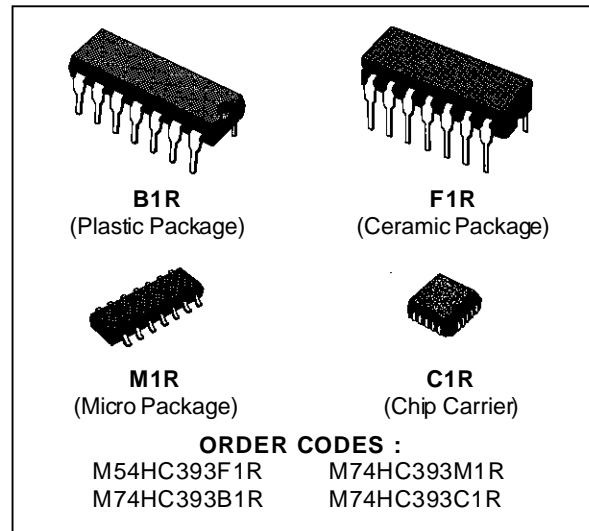 B1R
(Plastic Package)
F1R
(Ceramic Package)
M1R
(Micro Package)
C1R
(Chip Carrier)
ORDER CODES :
M54HC393F1R M74HC393M1R
M74HC393B1R M74HC393C1R